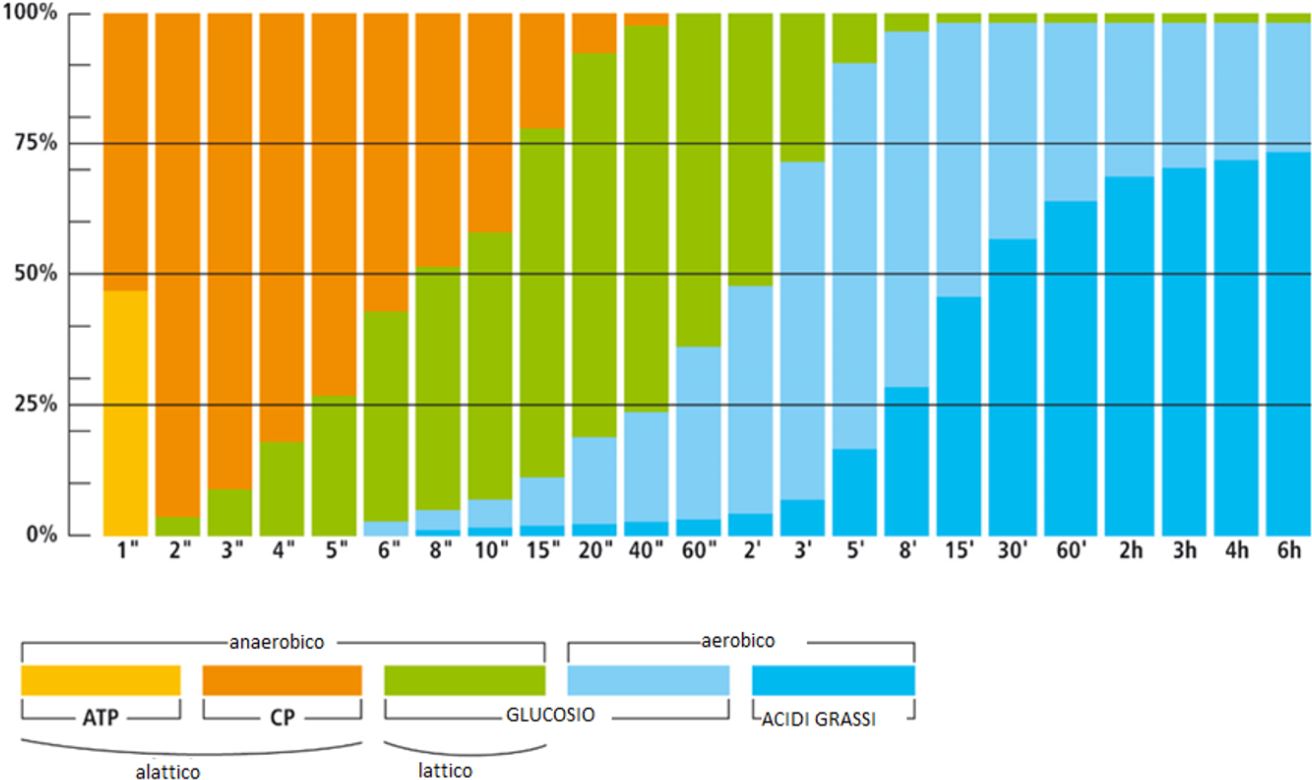 100%
75%
50%
25%
0%
1" 2" 3" 4" 5" 6" 8" 10" 15" 20" 40" 60" 2' 3' 5' 8' 15' 30' 60' 2h 3h 4h 6h
anaerobico aerobico
ATP CP GLUCOSIO ACIDI GRASSI
alattico lattico